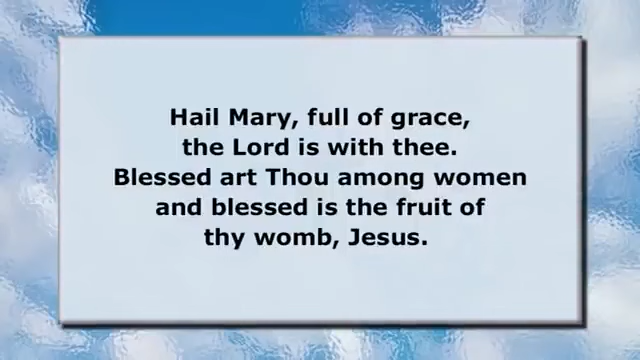 Hail Mary, full of grace,
the Lord is with thee.
Blessed art Thou among women
and blessed is the fruit of
thy womb, Jesus.